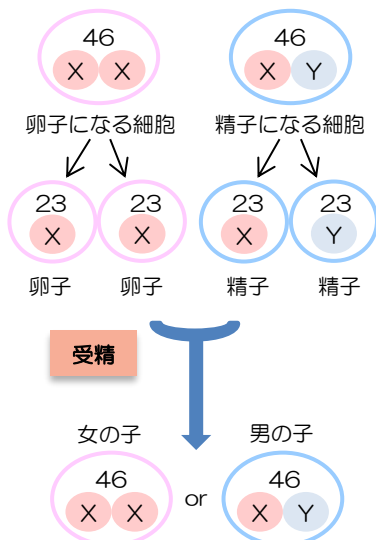 46 46
X X X Y
卵子になる細胞 精子になる細胞
23 23 23 23
X X X Y
卵子 卵子 精子 精子
受精
女の子 男の子
46 or 46
X X X Y